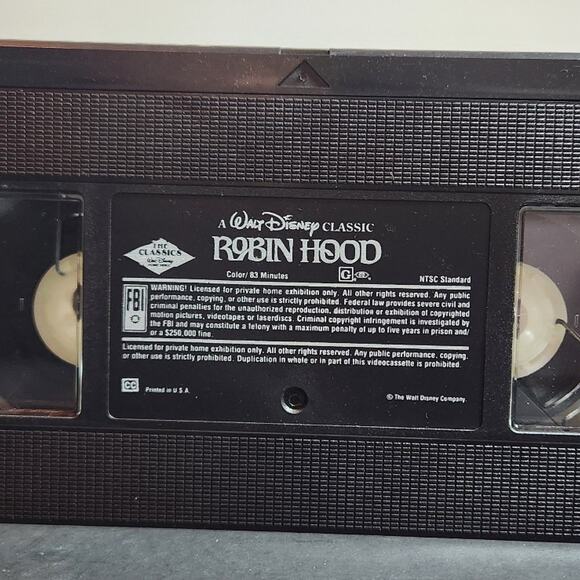 A Walt Disney CLASSIC
THE CLASSICS
Walt Disney
HOME VIDEO
ROBIN HOOD
Color/ 83 Minutes
G
NTSC Standard
FBI
WARNING! Licensed for private home exhibition only. All other rights reserved. Any public
performance, copying, or other use is strictly prohibited. Federal law provides severe civil and
criminal penalties for the unauthorized reproduction, distribution or exhibition of copyrighted
motion pictures, videotapes or laserdiscs. Criminal copyright infringement is investigated by
the FBI and may constitute a felony with a maximum penalty of up to five years in prison and/
or a $250,000 fine.
Licensed for private home exhibition only. All other rights reserved. Any public performance, copying,
or other use is strictly prohibited. Duplication in whole or in part of this videocassette is prohibited.
CC
Printed in U.S.A.
© The Walt Disney Company.